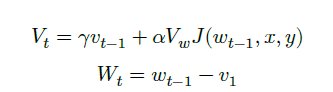 V_t = γv_{t−1} + αV_w J(w_{t−1}, x, y)
W_t = w_{t−1} − v_1